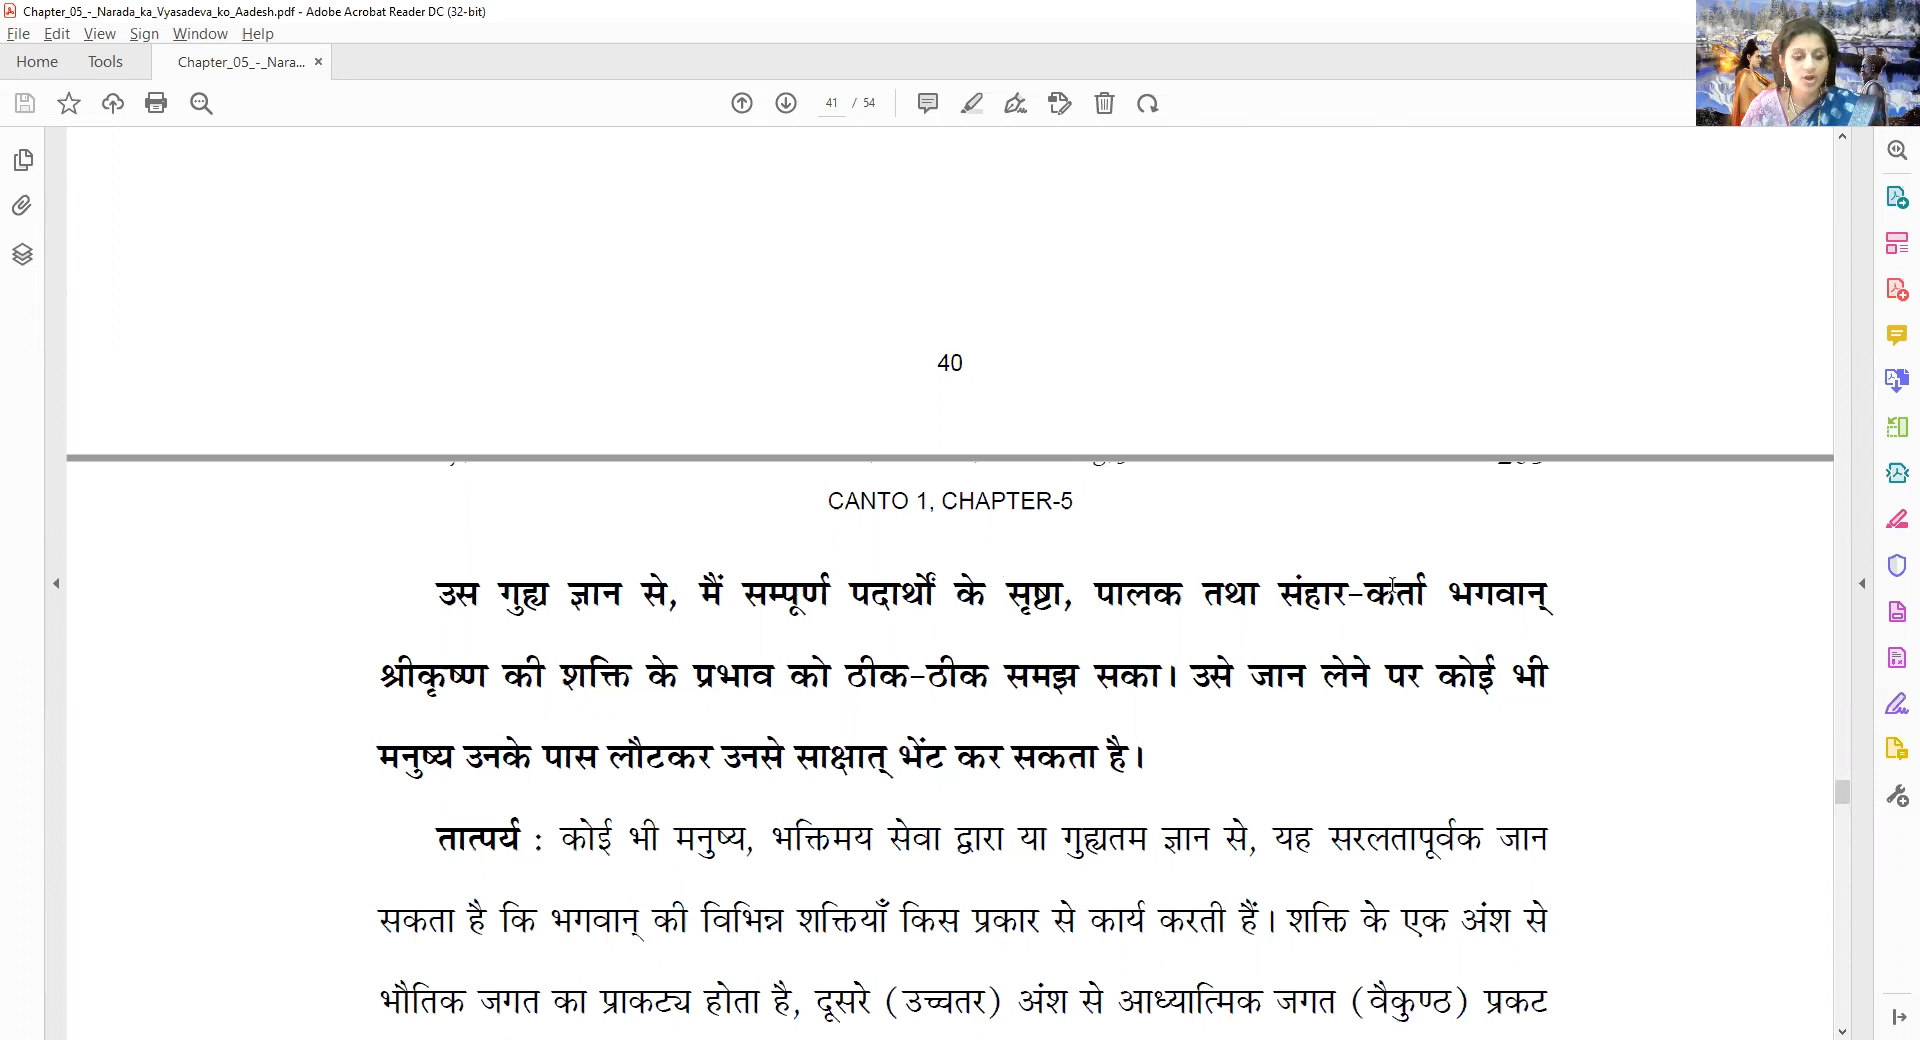 Chapter_05_-_Narada_ka_Vyasadeva_ko_Aadesh.pdf - Adobe Acrobat Reader DC (32-bit)
File Edit View Sign Window Help
Home Tools Chapter_05_-_Nara... ×
41 / 54
40
CANTO 1, CHAPTER-5
उस गुह्य ज्ञान से, मैं सम्पूर्ण पदार्थों के सृष्टा, पालक तथा संहार-कर्ता भगवान्
श्रीकृष्ण की शक्ति के प्रभाव को ठीक-ठीक समझ सका। उसे जान लेने पर कोई भी
मनुष्य उनके पास लौटकर उनसे साक्षात् भेंट कर सकता है।
तात्पर्य : कोई भी मनुष्य, भक्तिमय सेवा द्वारा या गुह्यतम ज्ञान से, यह सरलतापूर्वक जान
सकता है कि भगवान् की विभिन्न शक्तियाँ किस प्रकार से कार्य करती हैं। शक्ति के एक अंश से
भौतिक जगत का प्राकट्य होता है, दूसरे (उच्चतर) अंश से आध्यात्मिक जगत (वैकुण्ठ) प्रकट